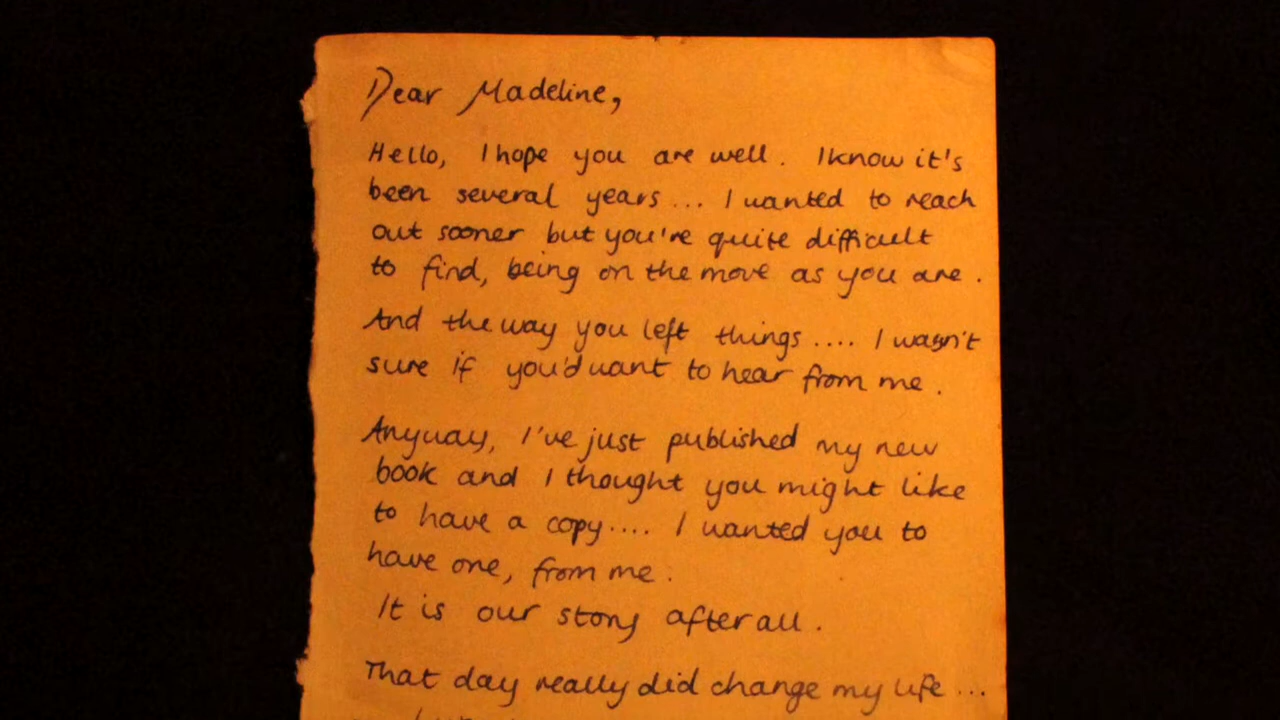 Dear Madeline,
Hello, I hope you are well. I know it's
been several years... I wanted to reach
out sooner but you're quite difficult
to find, being on the move as you are.
And the way you left things.... I wasn't
sure if you'd want to hear from me.
Anyway, I've just published my new
book and I thought you might like
to have a copy.... I wanted you to
have one, from me.
It is our story after all.
That day really did change my life...